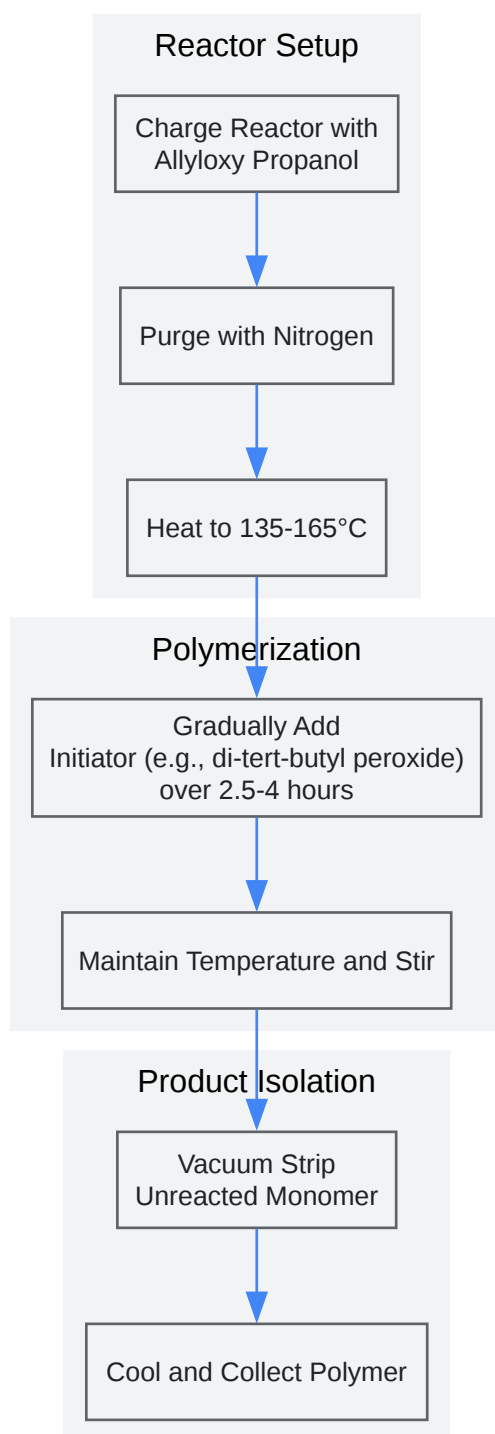 Reactor Setup
Charge Reactor with
Allyloxy Propanol
Purge with Nitrogen
Heat to 135-165°C
Polymerization
Gradually Add
Initiator (e.g., di-tert-butyl peroxide)
over 2.5-4 hours
Maintain Temperature and Stir
Product Isolation
Vacuum Strip
Unreacted Monomer
Cool and Collect Polymer